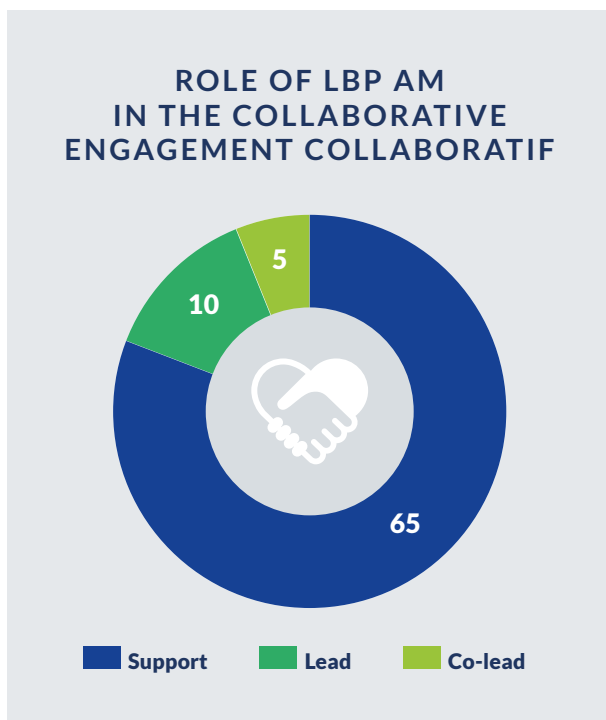 ROLE OF LBP AM
IN THE COLLABORATIVE
ENGAGEMENT COLLABORATIF
5
10
65
Support
Lead
Co-lead